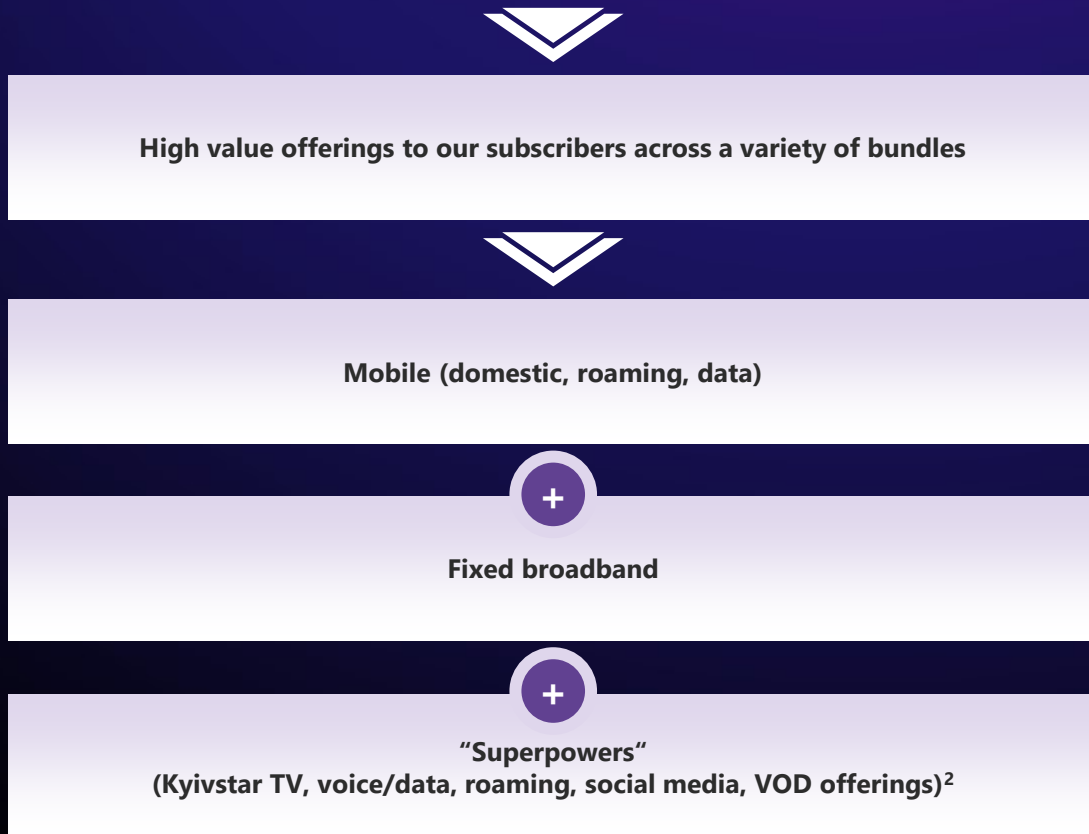 High value offerings to our subscribers across a variety of bundles
Mobile (domestic, roaming, data)
+
Fixed broadband
+
“Superpowers“
(Kyivstar TV, voice/data, roaming, social media, VOD offerings)²